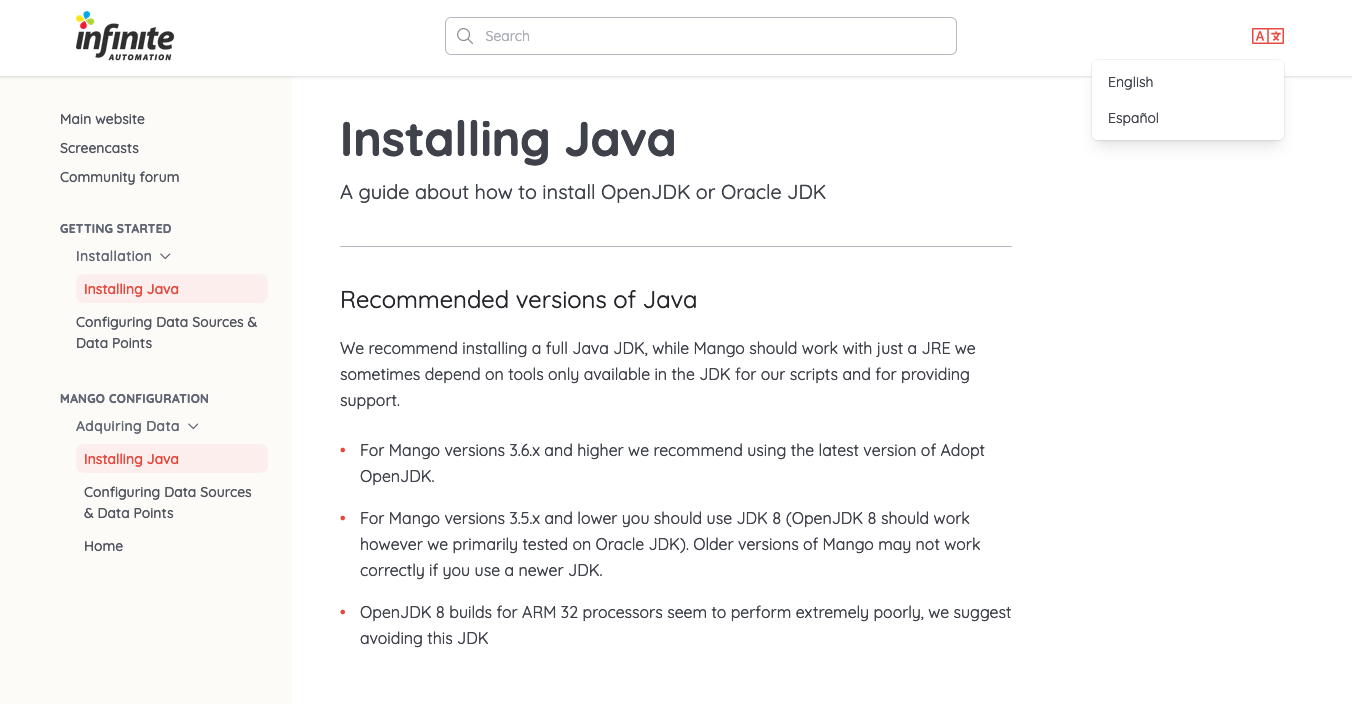 infinite
AUTOMATION
Search
A文
English
Español
Main website
Screencasts
Community forum
GETTING STARTED
Installation
Installing Java
Configuring Data Sources &
Data Points
MANGO CONFIGURATION
Adquiring Data
Installing Java
Configuring Data Sources
& Data Points
Home
Installing Java
A guide about how to install OpenJDK or Oracle JDK
Recommended versions of Java
We recommend installing a full Java JDK, while Mango should work with just a JRE we
sometimes depend on tools only available in the JDK for our scripts and for providing
support.
• For Mango versions 3.6.x and higher we recommend using the latest version of Adopt
OpenJDK.
• For Mango versions 3.5.x and lower you should use JDK 8 (OpenJDK 8 should work
however we primarily tested on Oracle JDK). Older versions of Mango may not work
correctly if you use a newer JDK.
• OpenJDK 8 builds for ARM 32 processors seem to perform extremely poorly, we suggest
avoiding this JDK